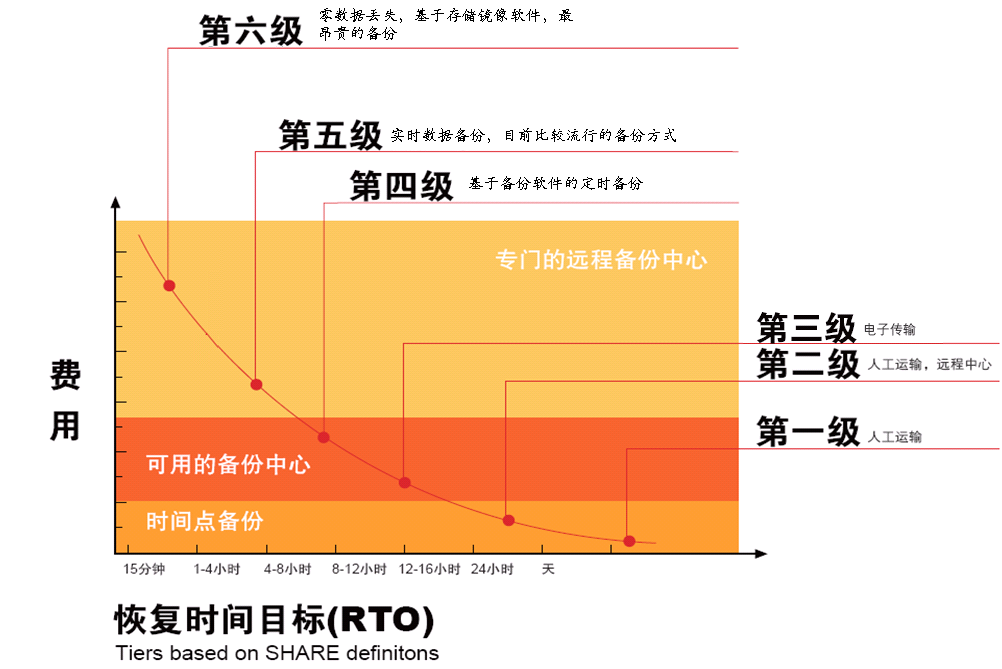 第六级
零数据丢失，基于存储镜像软件，最
昂贵的备份
第五级 实时数据备份，目前比较流行的备份方式
第四级 基于备份软件的定时备份
专门的远程备份中心
第三级 电子传输
第二级 人工运输，远程中心
费
用
第一级 人工运输
可用的备份中心
时间点备份
15分钟 1-4小时 4-8小时 8-12小时 12-16小时 24小时 天
恢复时间目标(RTO)
Tiers based on SHARE definitons